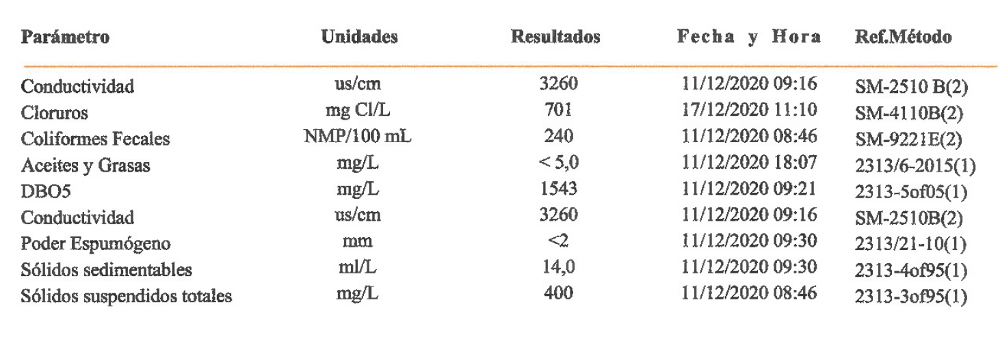 Parámetro Unidades Resultados Fecha y Hora Ref.Método
Conductividad us/cm 3260 11/12/2020 09:16 SM-2510 B(2)
Cloruros mg Cl/L 701 17/12/2020 11:10 SM-4110B(2)
Coliformes Fecales NMP/100 mL 240 11/12/2020 08:46 SM-9221E(2)
Aceites y Grasas mg/L < 5,0 11/12/2020 18:07 2313/6-2015(1)
DBO5 mg/L 1543 11/12/2020 09:21 2313-5of05(1)
Conductividad us/cm 3260 11/12/2020 09:16 SM-2510B(2)
Poder Espumógeno mm <2 11/12/2020 09:30 2313/21-10(1)
Sólidos sedimentables ml/L 14,0 11/12/2020 09:30 2313-4of95(1)
Sólidos suspendidos totales mg/L 400 11/12/2020 08:46 2313-3of95(1)